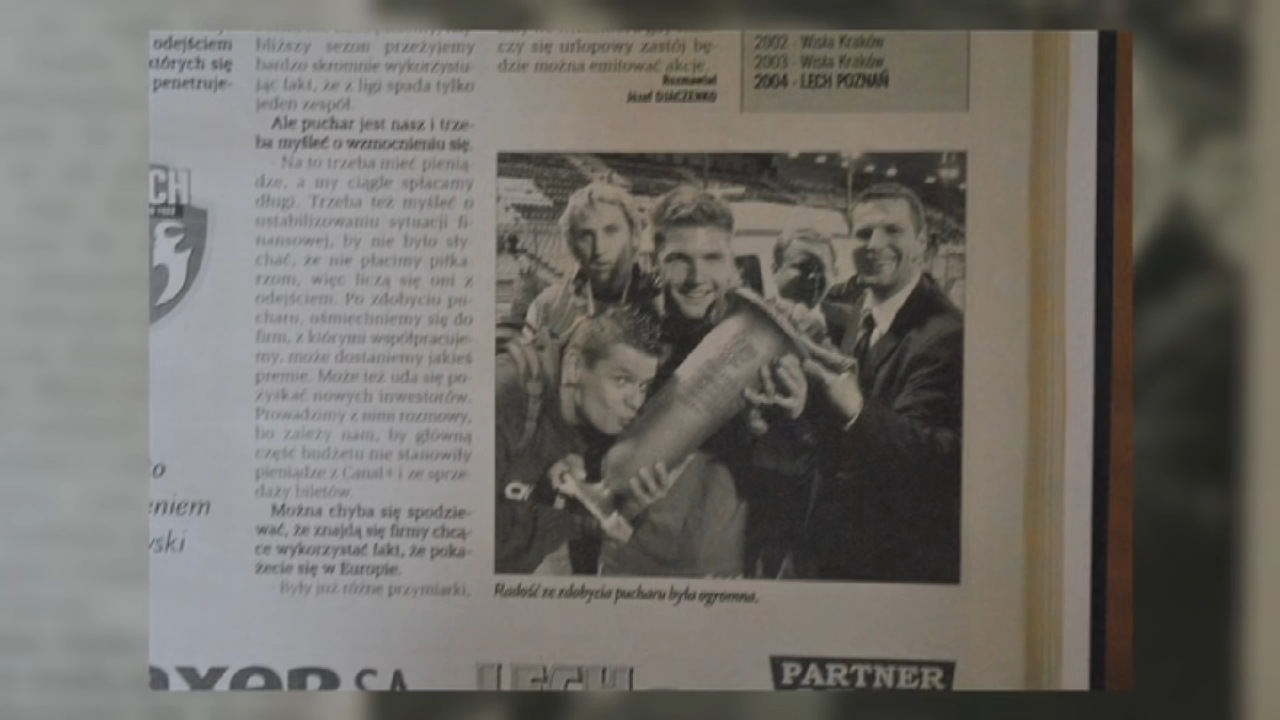 odejściem
których się
penetruje-
bliższy sezon przeżyjemy
bardzo skromnie wykorzystu-
jąc fakt, że z ligi spada tylko
jeden zespół.
Ale puchar jest nasz i trze-
ba myśleć o wzmocnieniu się.
- Na to trzeba mieć pienią-
dze, a my ciągle spłacamy
długi. Trzeba też myśleć o
ustabilizowaniu sytuacji fi-
nansowej, by nie było sły-
chać, że nie płacimy piłka-
rzom, więc liczą się oni z
odejściem. Po zdobyciu pu-
charu, uśmiechniemy się do
firm, z którymi współpracuje-
my, może dostaniemy jakieś
premie. Może też uda się po-
zyskać nowych inwestorów.
Prowadzimy z nimi rozmowy,
bo zależy nam, by główną
część budżetu nie stanowiły
pieniądze z Canal+ i ze sprze-
daży biletów.
Można chyba się spodzie-
wać, że znajdą się firmy chcą-
ce wykorzystać fakt, że poka-
żecie się w Europie.
- Były już różne przymiarki,
czy się urlopowy zastój bę-
dzie można emitować akcje.
Rozmawiał
Józef DJACZENKO
2002 - Wisła Kraków
2003 - Wisła Kraków
2004 - LECH POZNAŃ
CH
o
eniem
ski
Radość ze zdobycia pucharu była ogromna.
SA
LECH
PARTNER